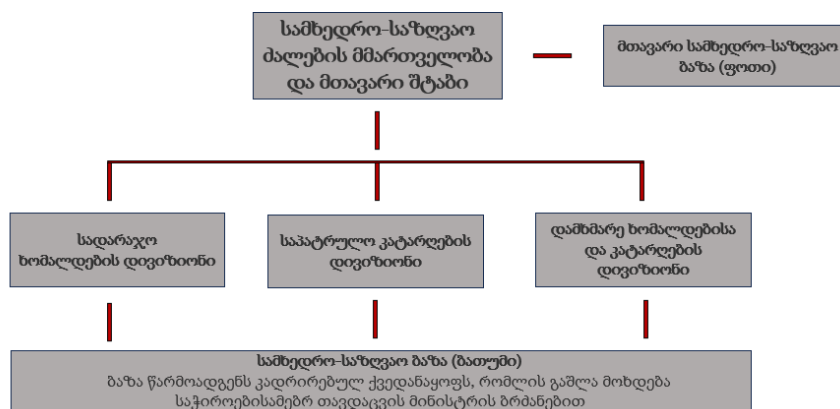 სამხედრო-საზღვაო
ძალების მმართველობა
და მთავარი შტაბი
მთავარი სამხედრო-საზღვაო
ბაზა (ფოთი)
სადარაჯო
ხომალდების დივიზიონი
საპატრულო კატარღების
დივიზიონი
დამხმარე ხომალდებისა
და კატარღების
დივიზიონი
სამხედრო-საზღვაო ბაზა (ბათუმი)
ბაზა წარმოადგენს კადრირებულ ქვედანაყოფს, რომლის გაშლა მოხდება
საჭიროებისამებრ თავდაცვის მინისტრის ბრძანებით